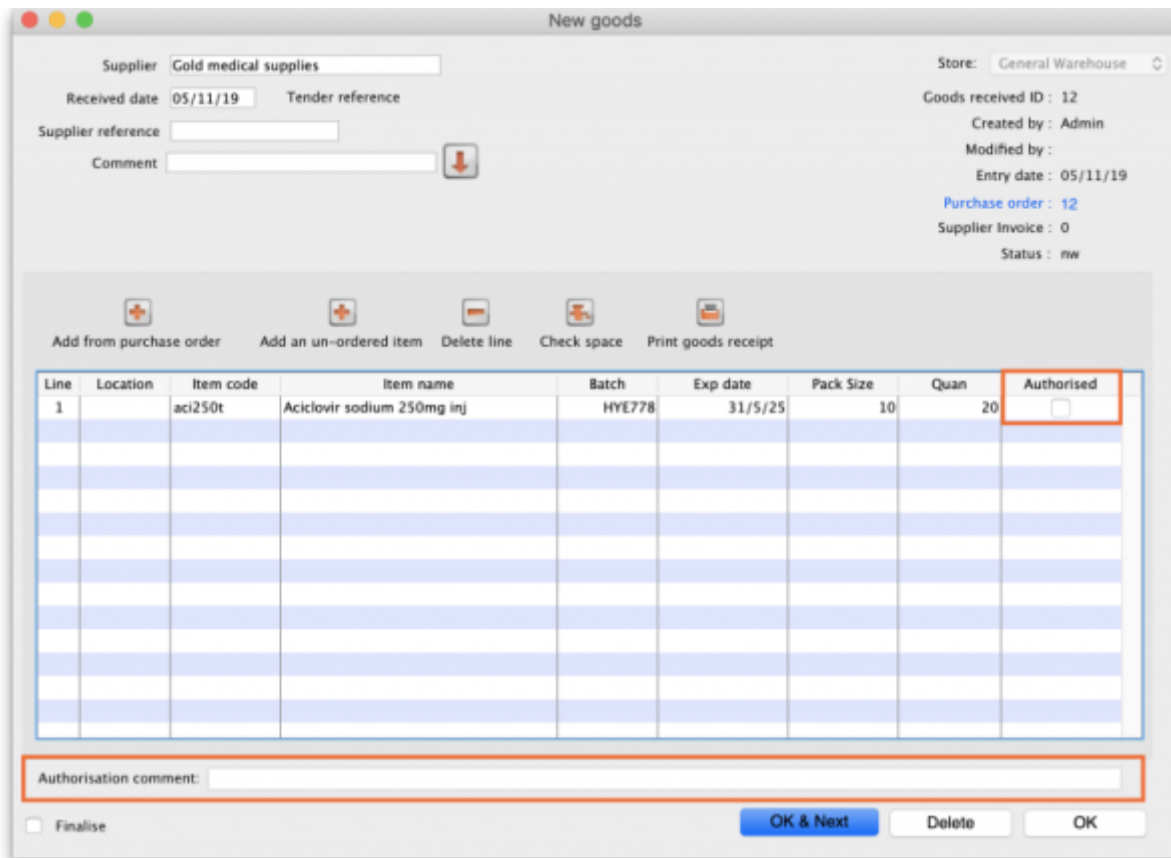 New goods
Supplier Gold medical supplies
Store: General Warehouse
Received date 05/11/19 Tender reference
Goods received ID : 12
Supplier reference
Created by : Admin
Comment
Modified by :
Entry date : 05/11/19
Purchase order : 12
Supplier Invoice : 0
Status : nw
Add from purchase order Add an un-ordered item Delete line Check space Print goods receipt
Line Location Item code Item name Batch Exp date Pack Size Quan Authorised
1 aci250t Aciclovir sodium 250mg inj HYE778 31/5/25 10 20
Authorisation comment:
Finalise OK & Next Delete OK